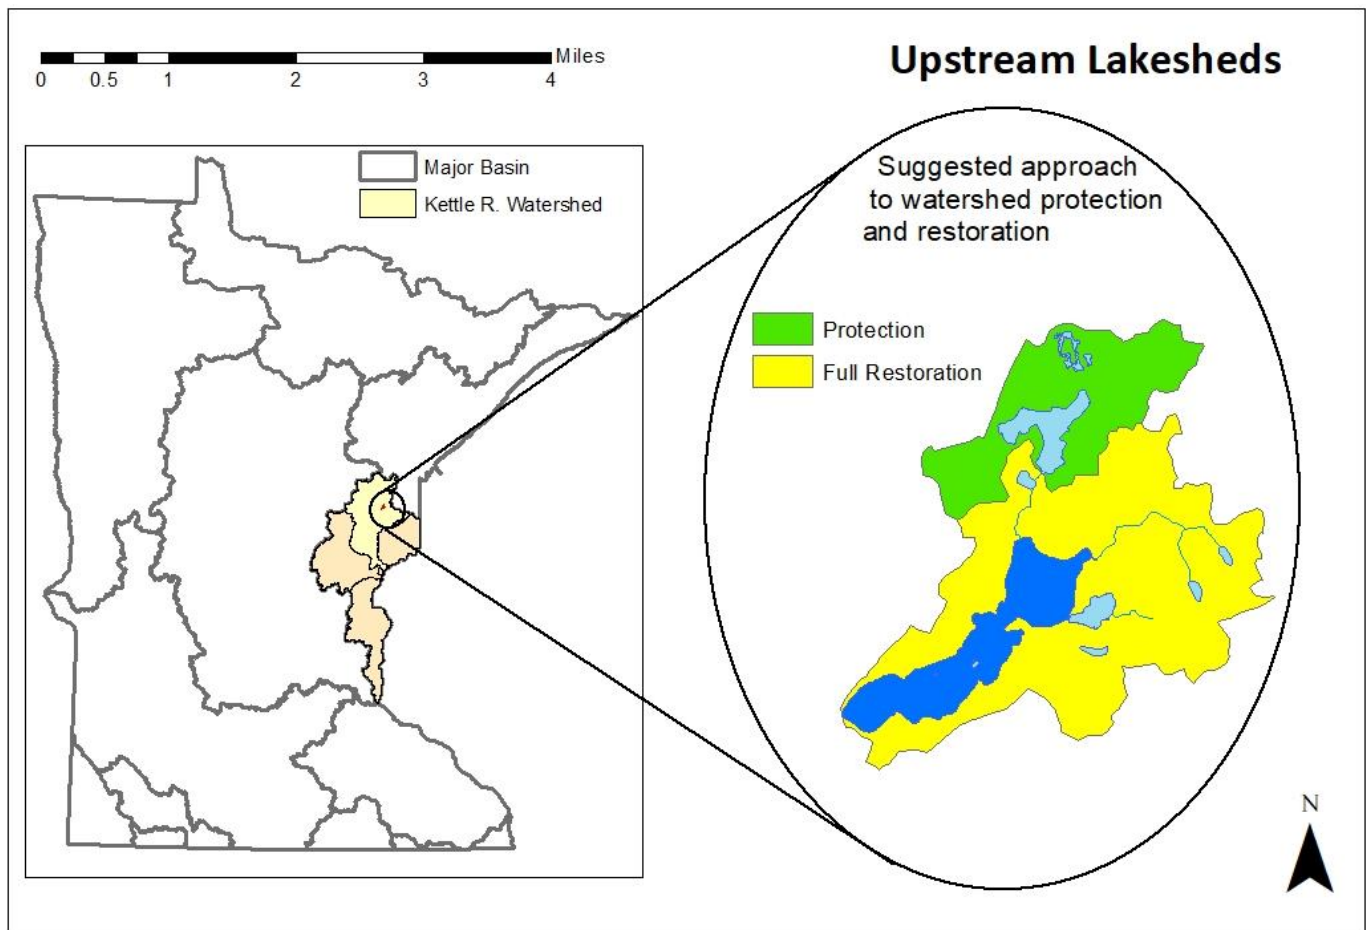 Upstream Lakesheds
Miles
0 0.5 1 2 3 4
Major Basin
Kettle R. Watershed
Suggested approach
to watershed protection
and restoration
Protection
Full Restoration
N